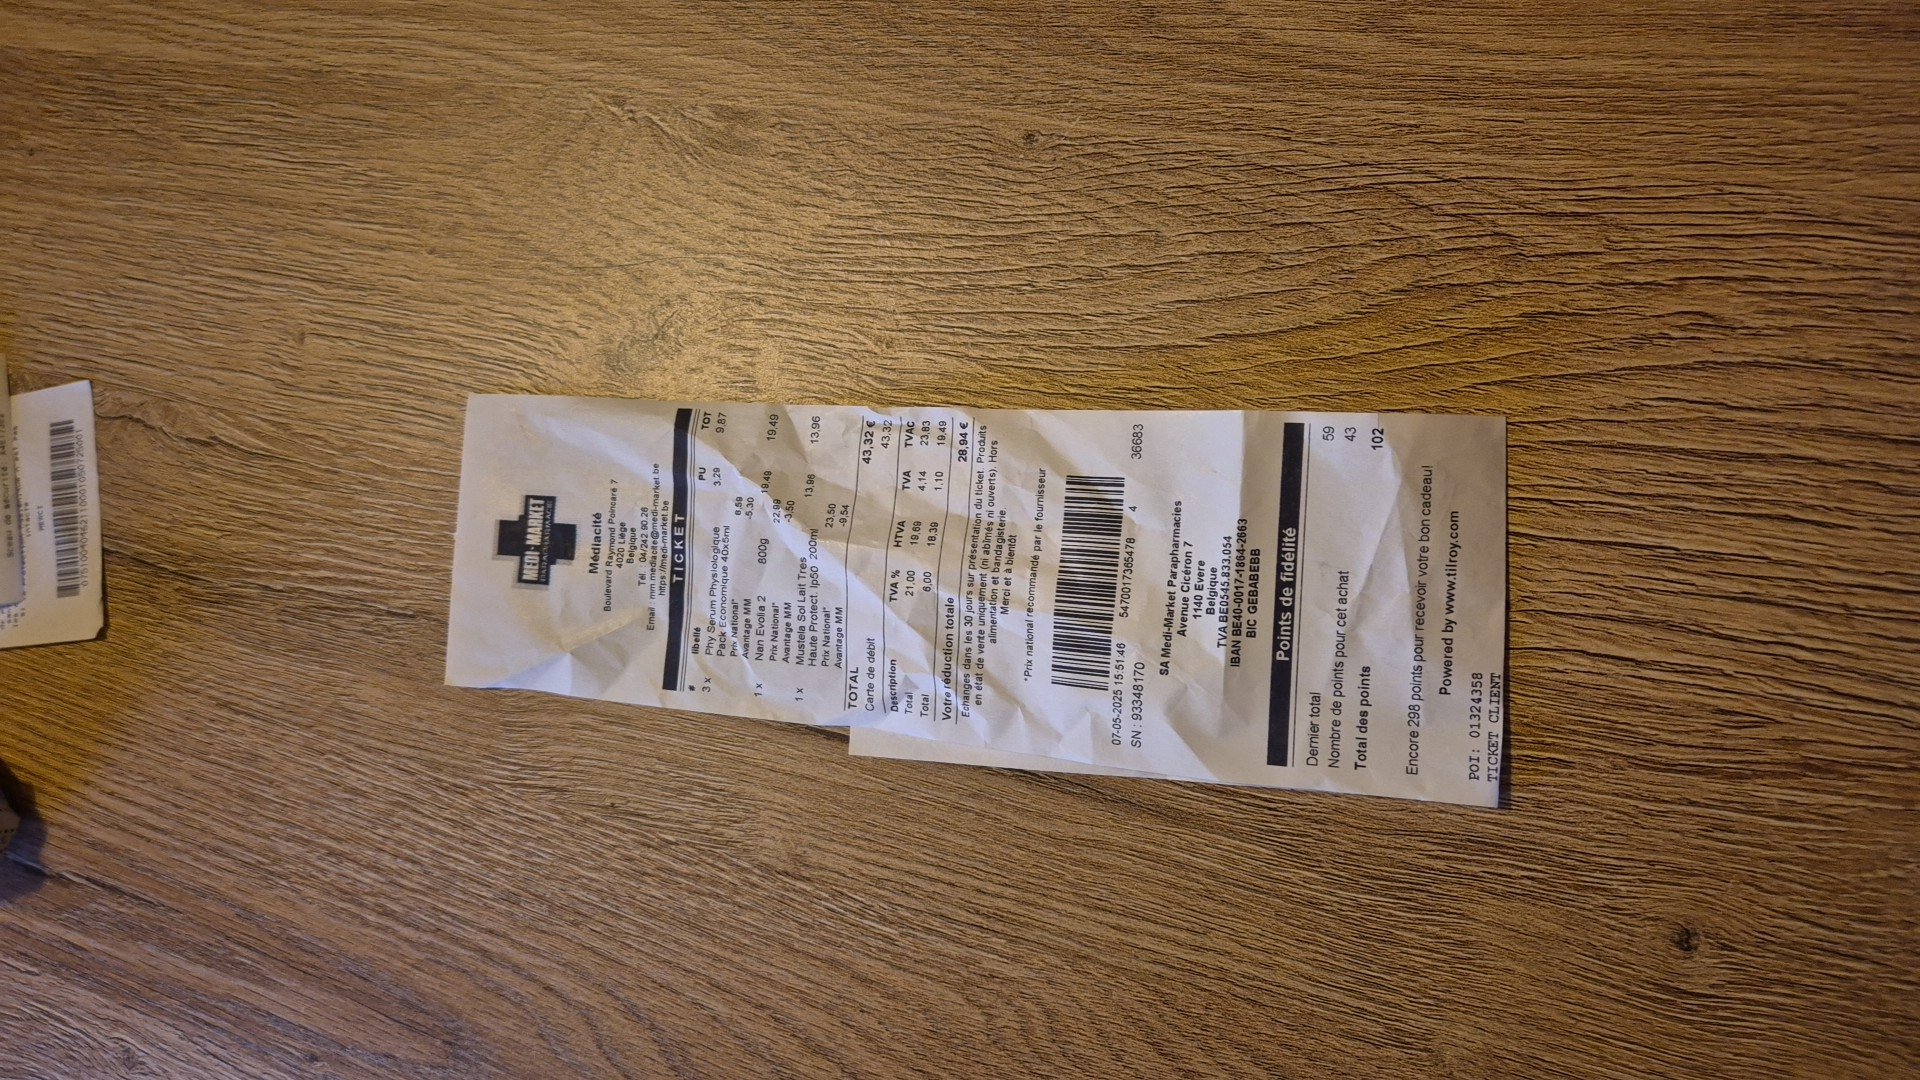 MEDI-MARKET
PARAPHARMACIE
Médiacité
Boulevard Raymond Poincaré 7
4020 Liège
Belgique
Tél : 04/242.90.26
Email : mm.mediacite@medi-market.be
https://medi-market.be
TICKET
# libellé PU TOT
3 x Phy Serum Physiologique 3,29 9,87
Pack Economique 40x5ml
Prix National* 8,59
Avantage MM -5,30
1 x Nan Evolia 2 800g 19,49 19,49
Prix National* 22,99
Avantage MM -3,50
1 x Mustela Sol Lait Tres 13,96 13,96
Haute Protect. Ip50 200ml
Prix National* 23,50
Avantage MM -9,54
TOTAL 43,32 €
Carte de débit 43,32
Description TVA % HTVA TVA TVAC
Total 21,00 19,69 4,14 23,83
Total 6,00 18,39 1,10 19,49
Votre réduction totale 28,94 €
Echanges dans les 30 jours sur présentation du ticket. Produits
en état de vente uniquement (ni abîmés ni ouverts). Hors
alimentation et bandagisterie.
Merci et à bientôt
*Prix national recommandé par le fournisseur
07-05-2025 15:51:46 5470017365478 4 36683
SN : 93348170
SA Medi-Market Parapharmacies
Avenue Cicéron 7
1140 Evere
Belgique
TVA BE0545.833.054
IBAN BE40-0017-1864-2663
BIC GEBABEBB
Points de fidélité
Dernier total 59
Nombre de points pour cet achat 43
Total des points 102
Encore 298 points pour recevoir votre bon cadeau!
Powered by www.tilroy.com
POI: 01324358
TICKET CLIENT
MERCI